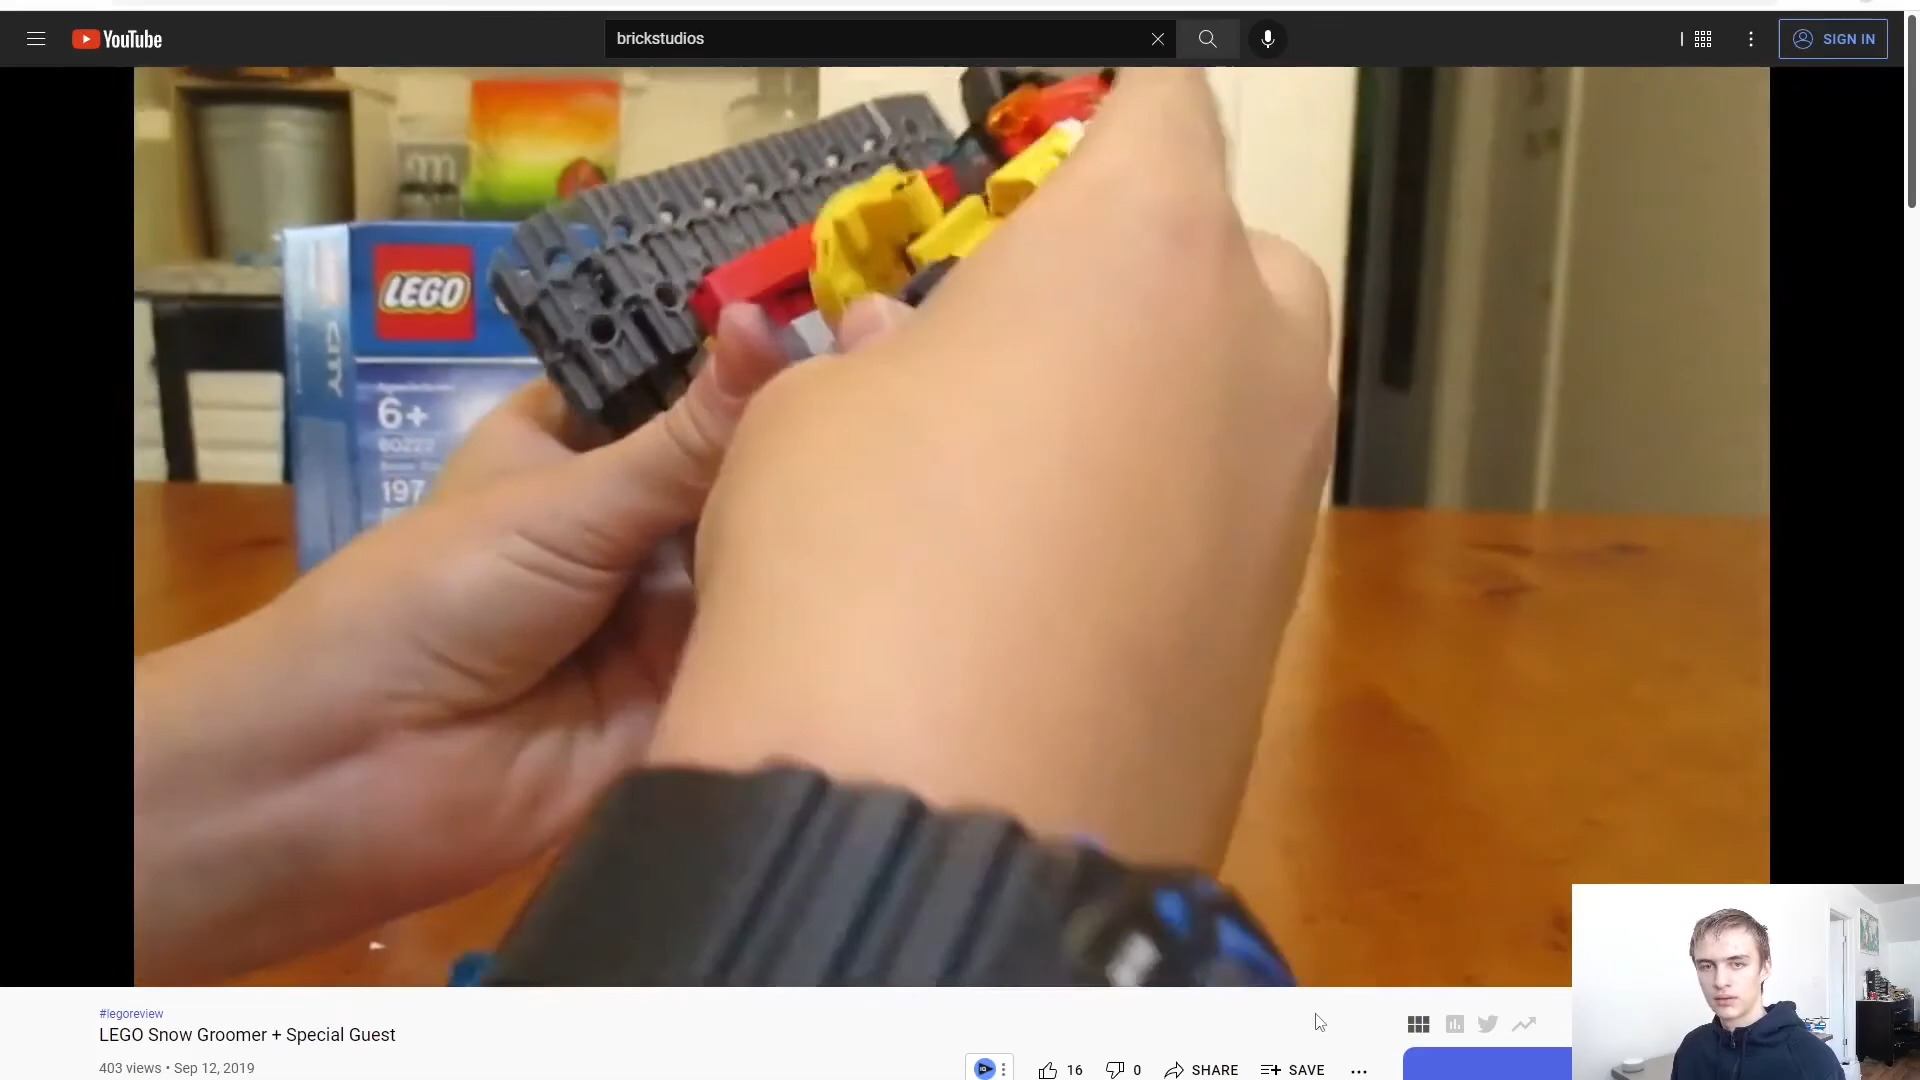 YouTube
brickstudios
SIGN IN
LEGO
CITY
6+
60222
197
#legoreview
LEGO Snow Groomer + Special Guest
403 views • Sep 12, 2019
16
0
SHARE
SAVE